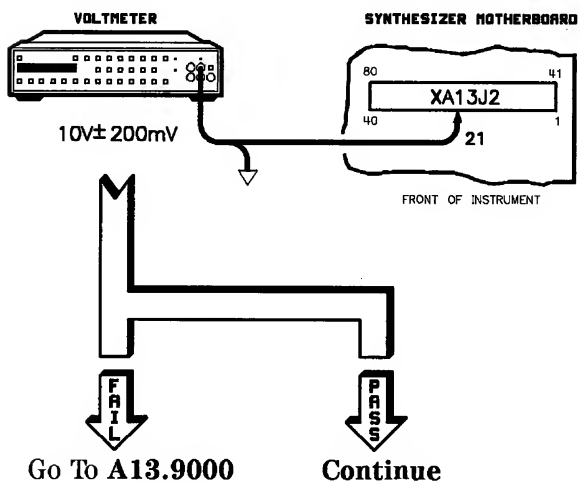 VOLTMETER
SYNTHESIZER MOTHERBOARD
80
41
XA13J2
40
1
21
10V± 200mV
FRONT OF INSTRUMENT
FAIL
PASS
Go To A13.9000
Continue